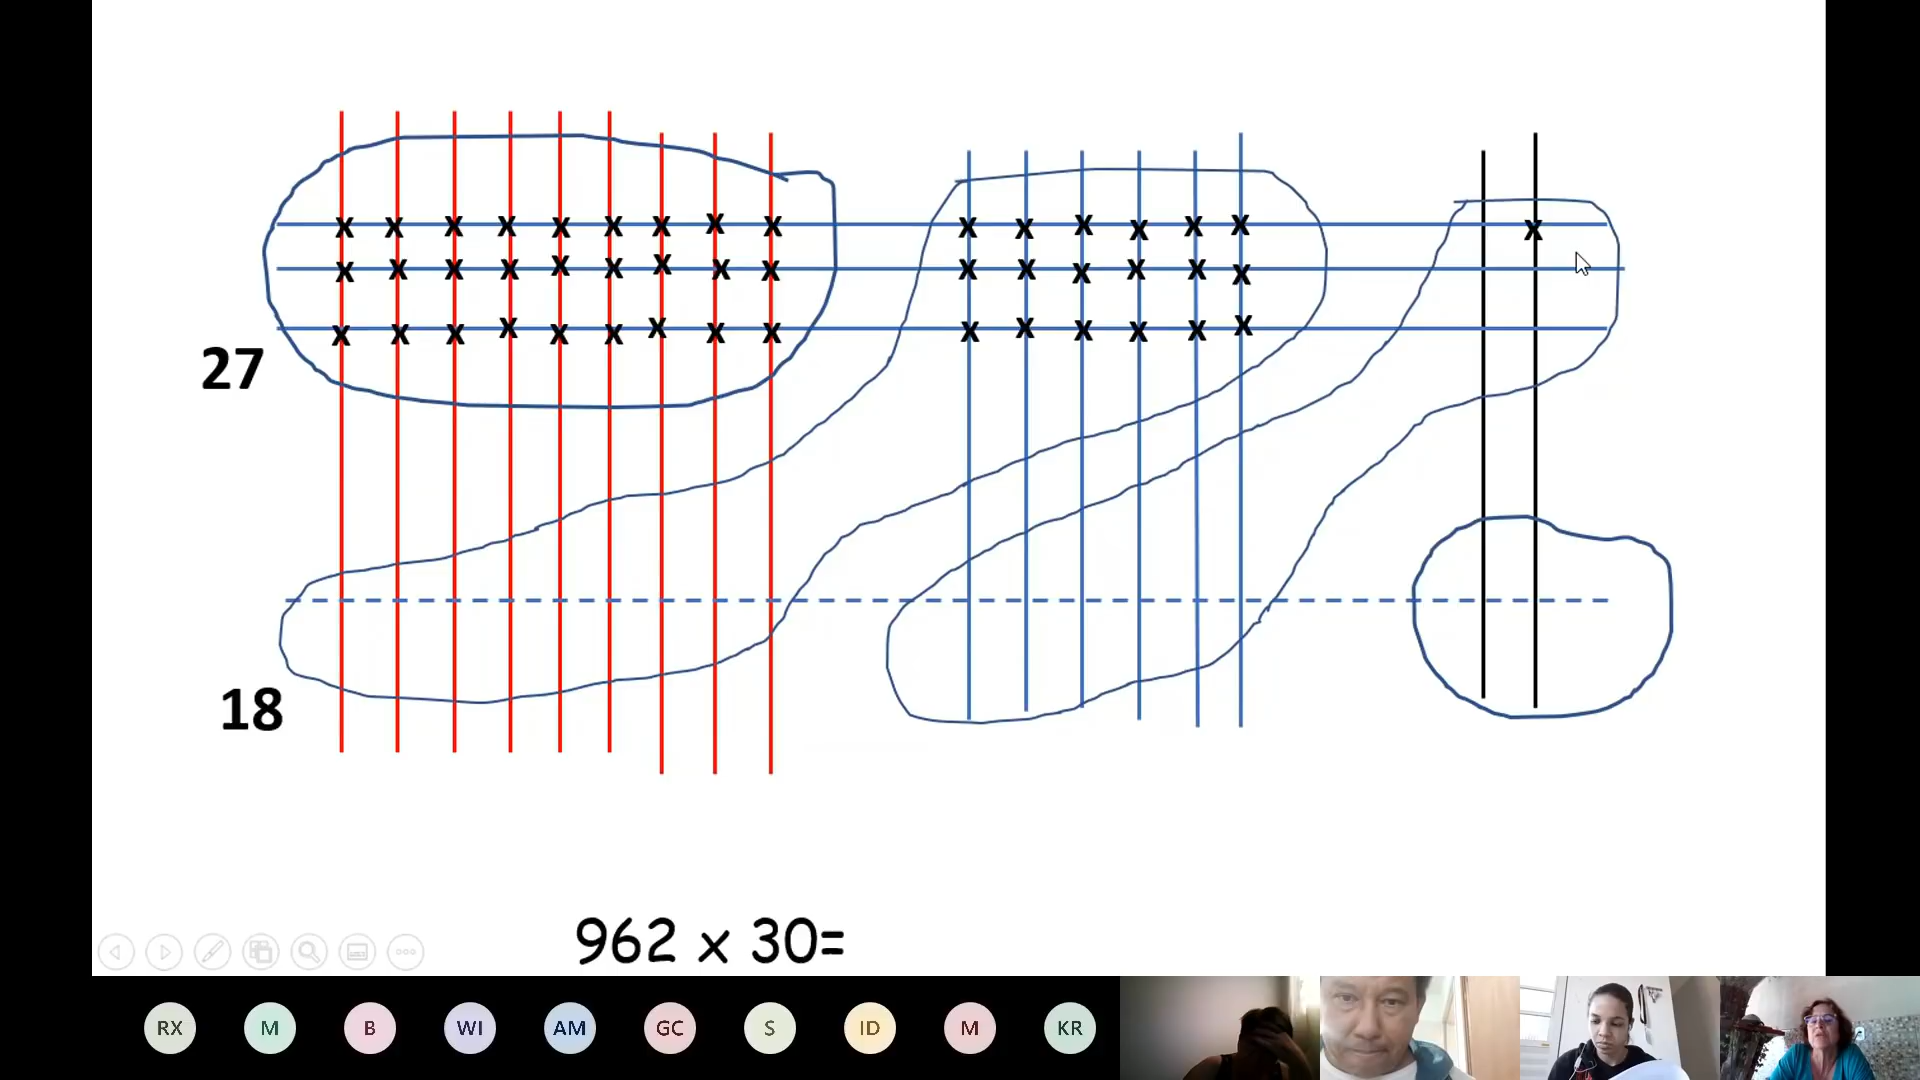 x x x x x x x x x x x x x x x x
x x x x x x x x x x x x x x x
x x x x x x x x x x x x x x x
27
18
962 x 30=
RX M B WI AM GC S ID M KR